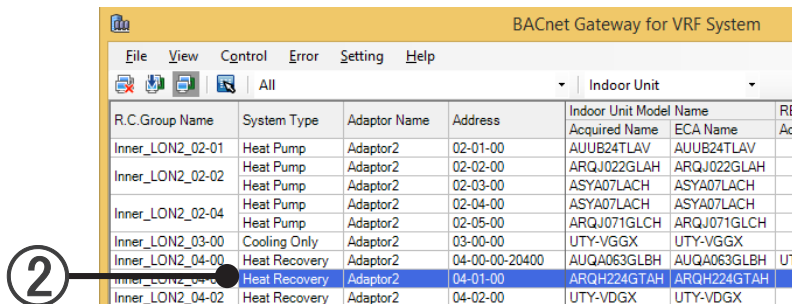 BACnet Gateway for VRF System
File View Control Error Setting Help
All Indoor Unit
R.C.Group Name System Type Adaptor Name Address Indoor Unit Model Name
Acquired Name ECA Name
Inner_LON2_02-01 Heat Pump Adaptor2 02-01-00 AUUB24TLAV AUUB24TLAV
Inner_LON2_02-02 Heat Pump Adaptor2 02-02-00 ARQJ022GLAH ARQJ022GLAH
Heat Pump Adaptor2 02-03-00 ASYA07LACH ASYA07LACH
Inner_LON2_02-04 Heat Pump Adaptor2 02-04-00 ASYA07LACH ASYA07LACH
Heat Pump Adaptor2 02-05-00 ARQJ071GLCH ARQJ071GLCH
Inner_LON2_03-00 Cooling Only Adaptor2 03-00-00 UTY-VGGX UTY-VGGX
Inner_LON2_04-00 Heat Recovery Adaptor2 04-00-00-20400 AUQA063GLBH AUQA063GLBH
2 Heat Recovery Adaptor2 04-01-00 ARQH224GTAH ARQH224GTAH
Inner_LON2_04-02 Heat Recovery Adaptor2 04-02-00 UTY-VDGX UTY-VDGX